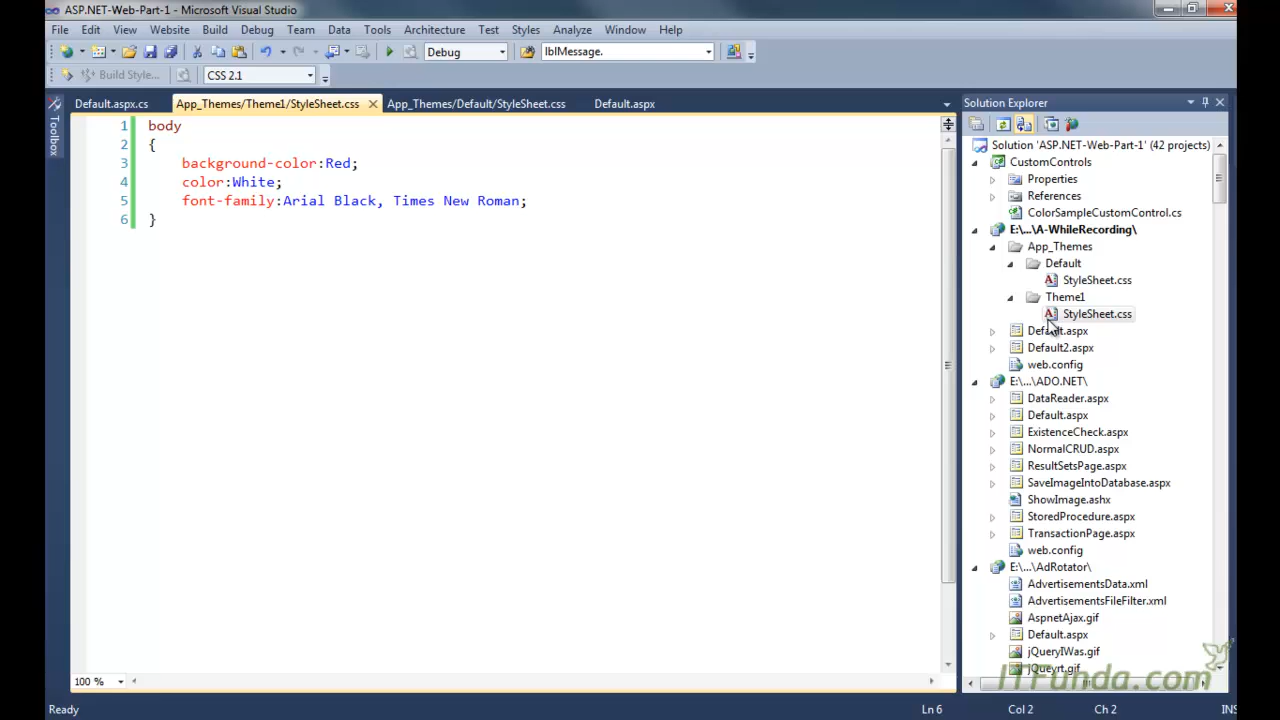 ASP.NET-Web-Part-1 - Microsoft Visual Studio
File Edit View Website Build Debug Team Data Tools Architecture Test Styles Analyze Window Help
Debug lblMessage.
Build Style... CSS 2.1
Default.aspx.cs App_Themes/Theme1/StyleSheet.css App_Themes/Default/StyleSheet.css Default.aspx
Toolbox
1 body
2 {
3 background-color:Red;
4 color:White;
5 font-family:Arial Black, Times New Roman;
6 }
100 %
Solution Explorer
Solution 'ASP.NET-Web-Part-1' (42 projects)
CustomControls
Properties
References
ColorSampleCustomControl.cs
E:\...\A-WhileRecording\
App_Themes
Default
StyleSheet.css
Theme1
StyleSheet.css
Default.aspx
Default2.aspx
web.config
E:\...\ADO.NET\
DataReader.aspx
Default.aspx
ExistenceCheck.aspx
NormalCRUD.aspx
ResultSetsPage.aspx
SaveImageIntoDatabase.aspx
ShowImage.ashx
StoredProcedure.aspx
TransactionPage.aspx
web.config
E:\...\AdRotator\
AdvertisementsData.xml
AdvertisementsFileFilter.xml
AspnetAjax.gif
Default.aspx
jQueryIWas.gif
jQueyrt.gif
ITFunda.com
Ready Ln 6 Col 2 Ch 2 INS